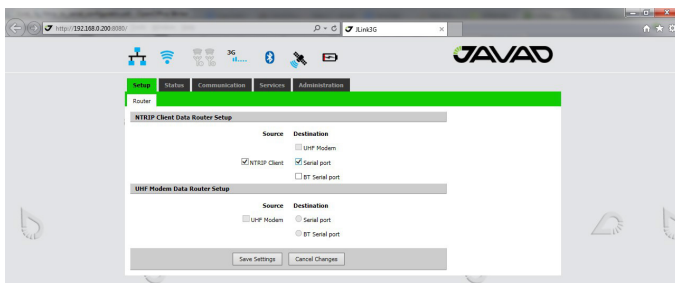 http://192.168.0.200:8080/
JLink3G
3G
JAVAD
Setup Status Communication Services Administration
Router
NTRIP Client Data Router Setup
Source Destination
UHF Modem
NTRIP Client Serial port
BT Serial port
UHF Modem Data Router Setup
Source Destination
UHF Modem Serial port
BT Serial port
Save Settings Cancel Changes